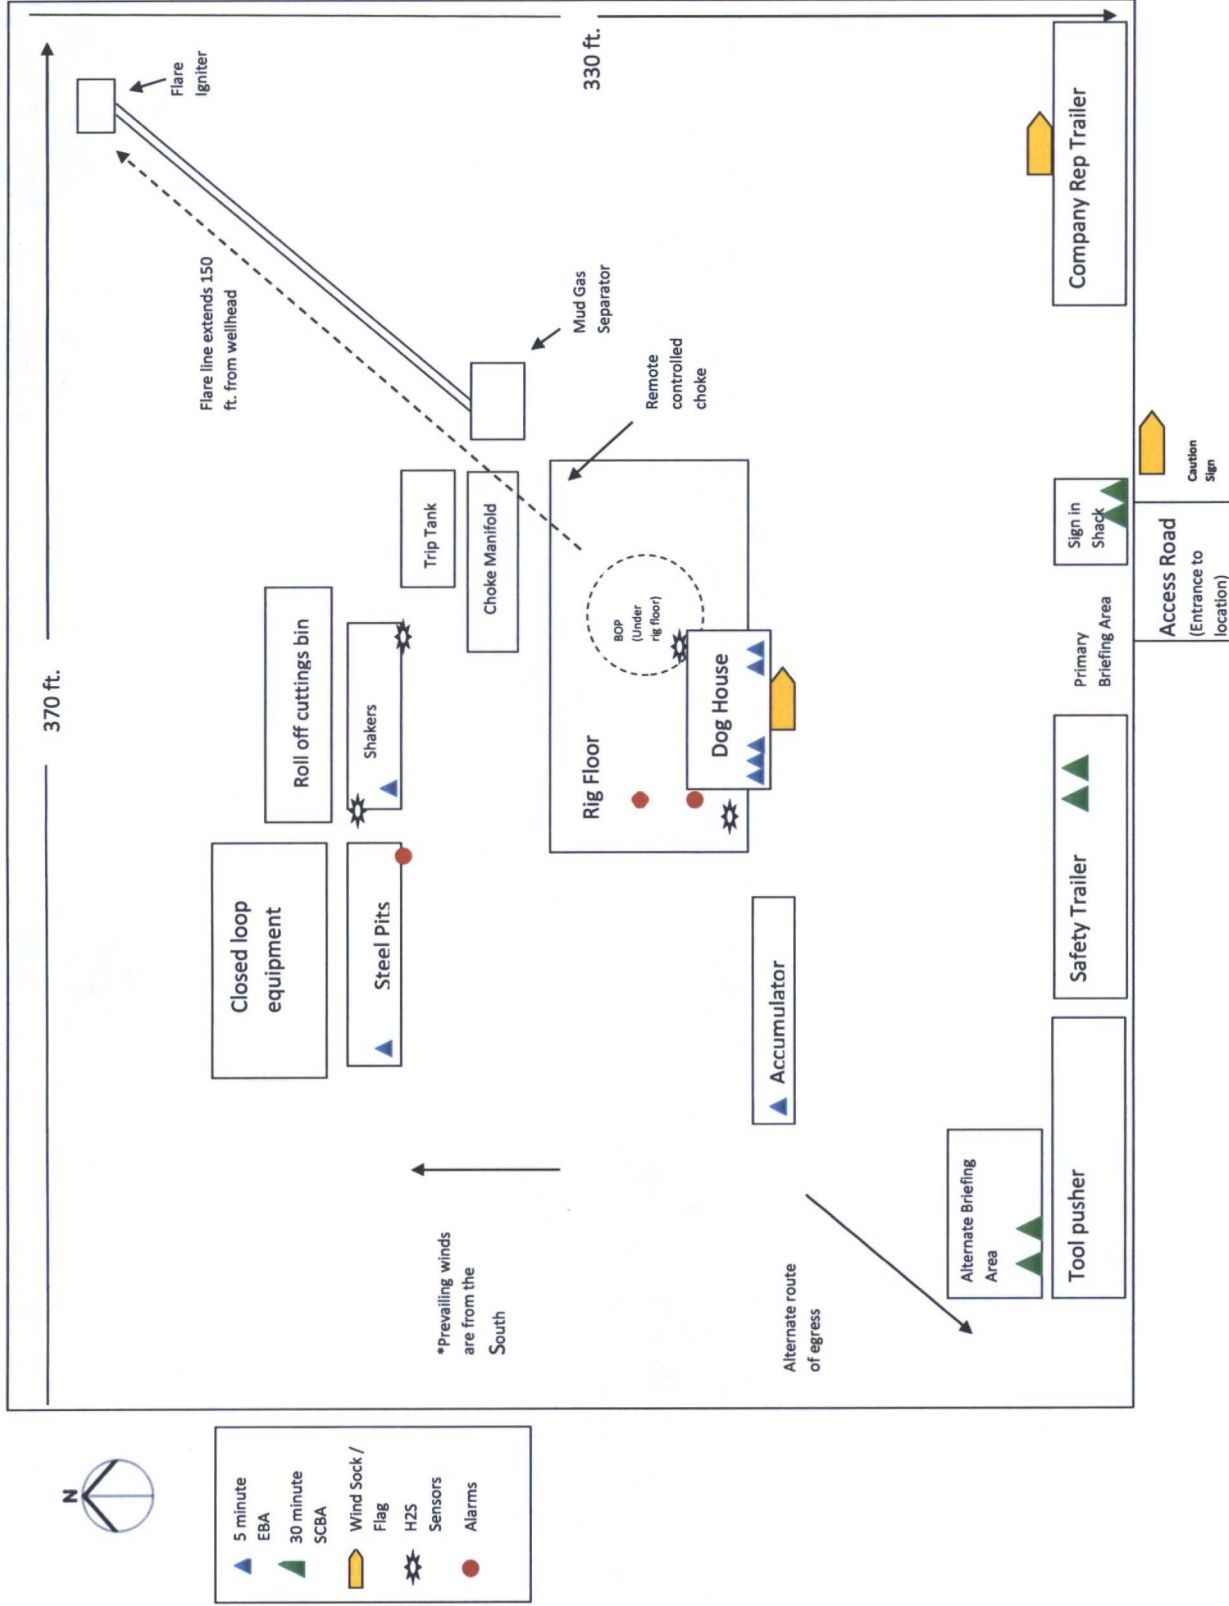 370 ft.
330 ft.
Flare
Igniter
Flare line extends 150
ft. from wellhead
Mud Gas
Separator
Remote
controlled
choke
Trip Tank
Choke Manifold
Roll off cuttings bin
Shakers
Closed loop
equipment
Steel Pits
BOP
(Under
rig floor)
Rig Floor
Dog House
Accumulator
*Prevailing winds
are from the
South
Alternate route
of egress
Alternate Briefing
Area
Tool pusher
Safety Trailer
Primary
Briefing Area
Sign in
Shack
Company Rep Trailer
Caution
Sign
Access Road
(Entrance to
location)
N
5 minute
EBA
30 minute
SCBA
Wind Sock /
Flag
H2S
Sensors
Alarms